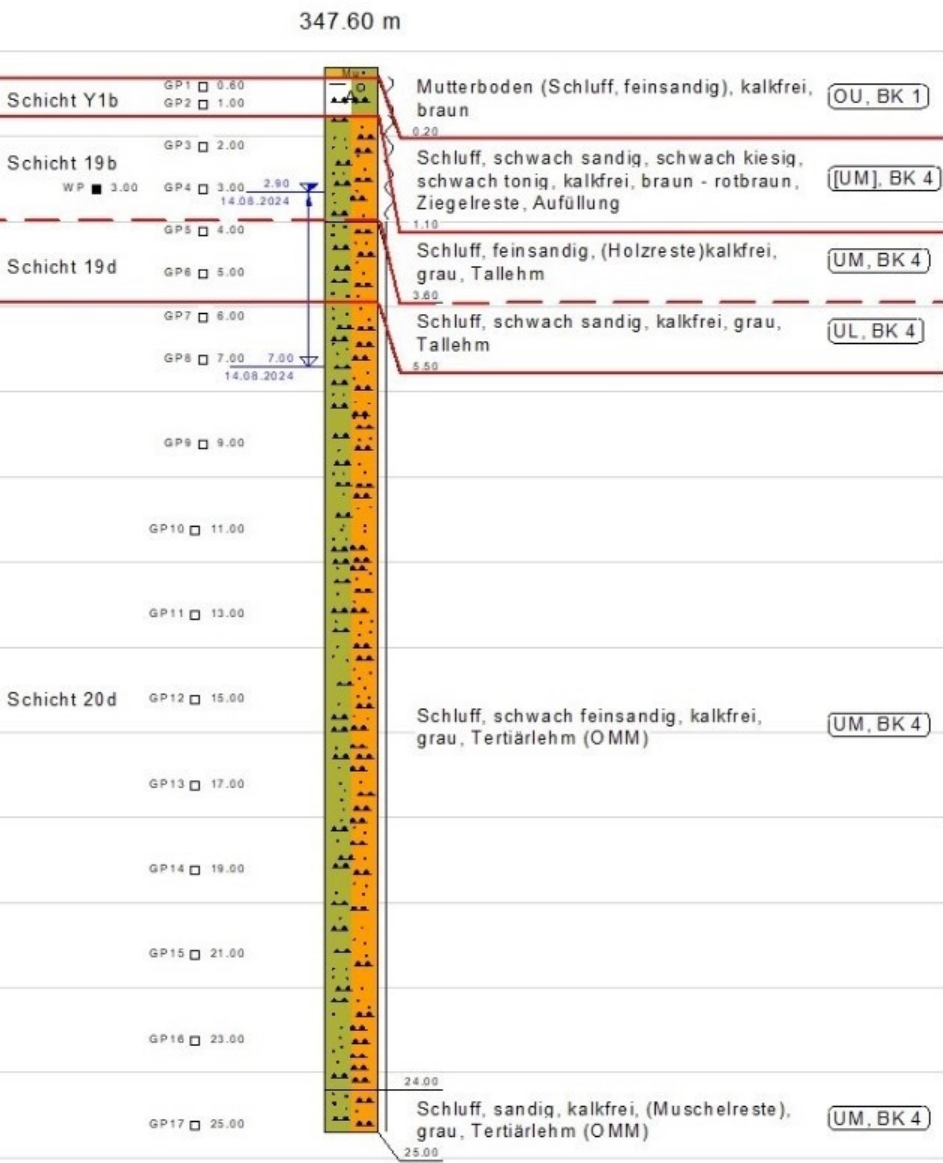 347.60 m
Mu
GP1 0.60
Schicht Y1b
GP2 1.00
A
Mutterboden (Schluff, feinsandig), kalkfrei,
braun
OU, BK 1
0.20
GP3 2.00
Schicht 19b
WP 3.00
GP4 3.00
2.90
14.08.2024
Schluff, schwach sandig, schwach kiesig,
schwach tonig, kalkfrei, braun - rotbraun,
Ziegelreste, Aufüllung
[UM], BK 4
1.10
GP5 4.00
Schicht 19d
GP6 5.00
Schluff, feinsandig, (Holzreste)kalkfrei,
grau, Tallehm
UM, BK 4
3.60
GP7 6.00
Schluff, schwach sandig, kalkfrei, grau,
Tallehm
UL, BK 4
5.50
GP8 7.00
7.00
14.08.2024
GP9 9.00
GP10 11.00
GP11 13.00
Schicht 20d
GP12 15.00
Schluff, schwach feinsandig, kalkfrei,
grau, Tertiärlehm (OMM)
UM, BK 4
GP13 17.00
GP14 19.00
GP15 21.00
GP16 23.00
24.00
GP17 25.00
Schluff, sandig, kalkfrei, (Muschelreste),
grau, Tertiärlehm (OMM)
UM, BK 4
25.00